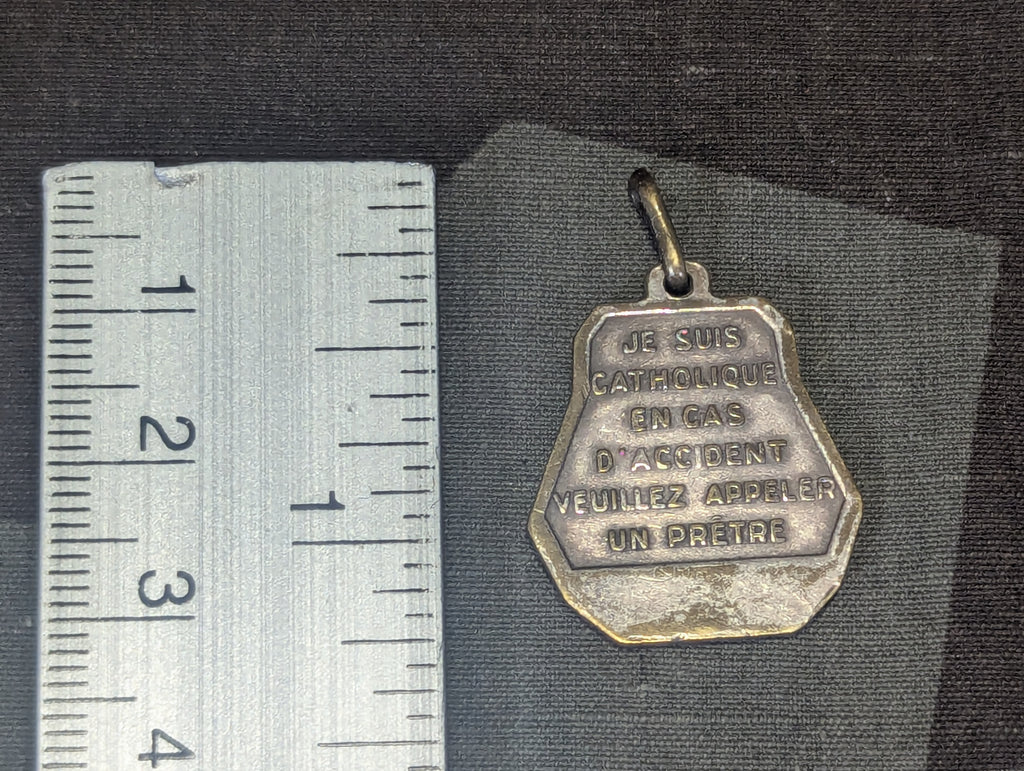 1
2
3
4
1
JE SUIS
CATHOLIQUE
EN CAS
D'ACCIDENT
VEUILLEZ APPELER
UN PRÊTRE